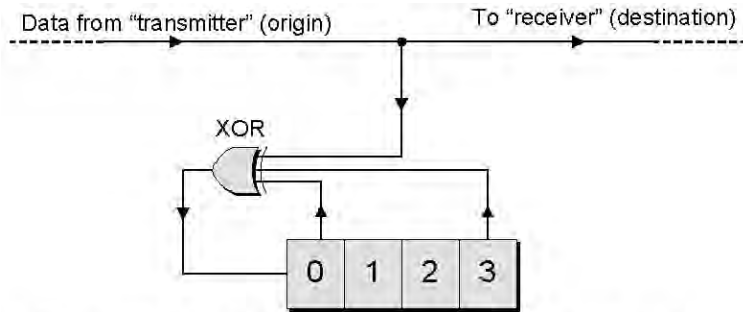 Data from “transmitter” (origin)
To “receiver” (destination)
XOR
0 1 2 3